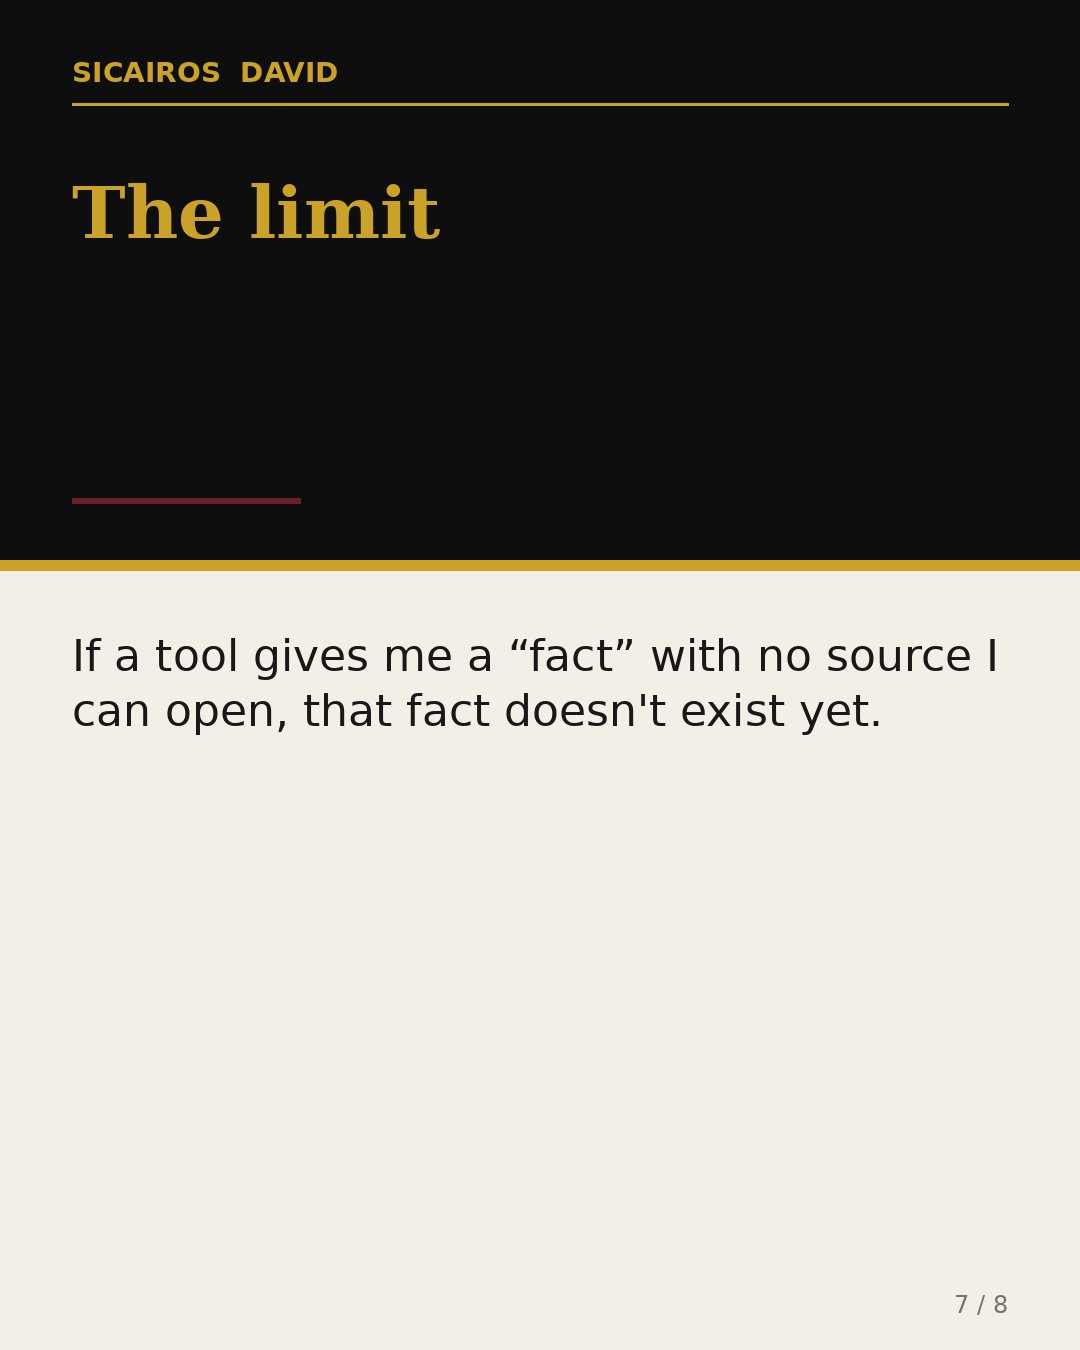 SICAIROS DAVID
The limit
If a tool gives me a “fact” with no source I
can open, that fact doesn't exist yet.
7 / 8